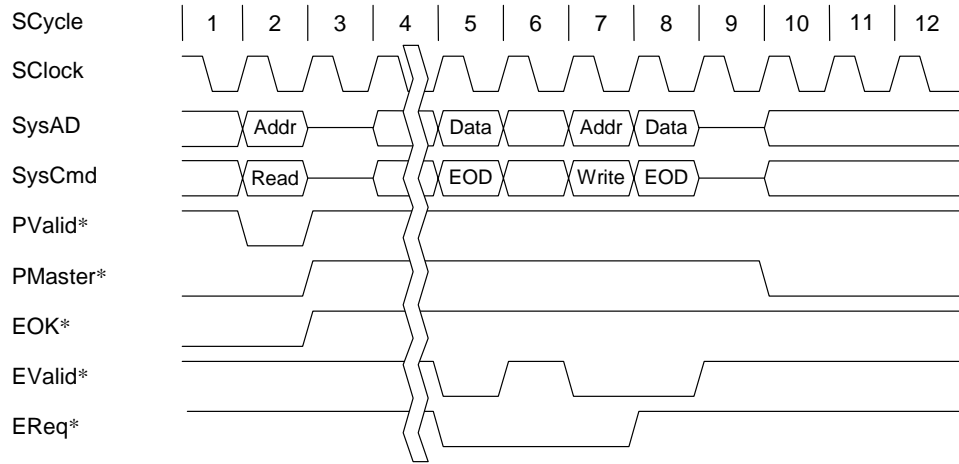 SCycle 1 2 3 4 5 6 7 8 9 10 11 12
SClock
SysAD Addr Data Addr Data
SysCmd Read EOD Write EOD
PValid*
PMaster*
EOK*
EValid*
EReq*